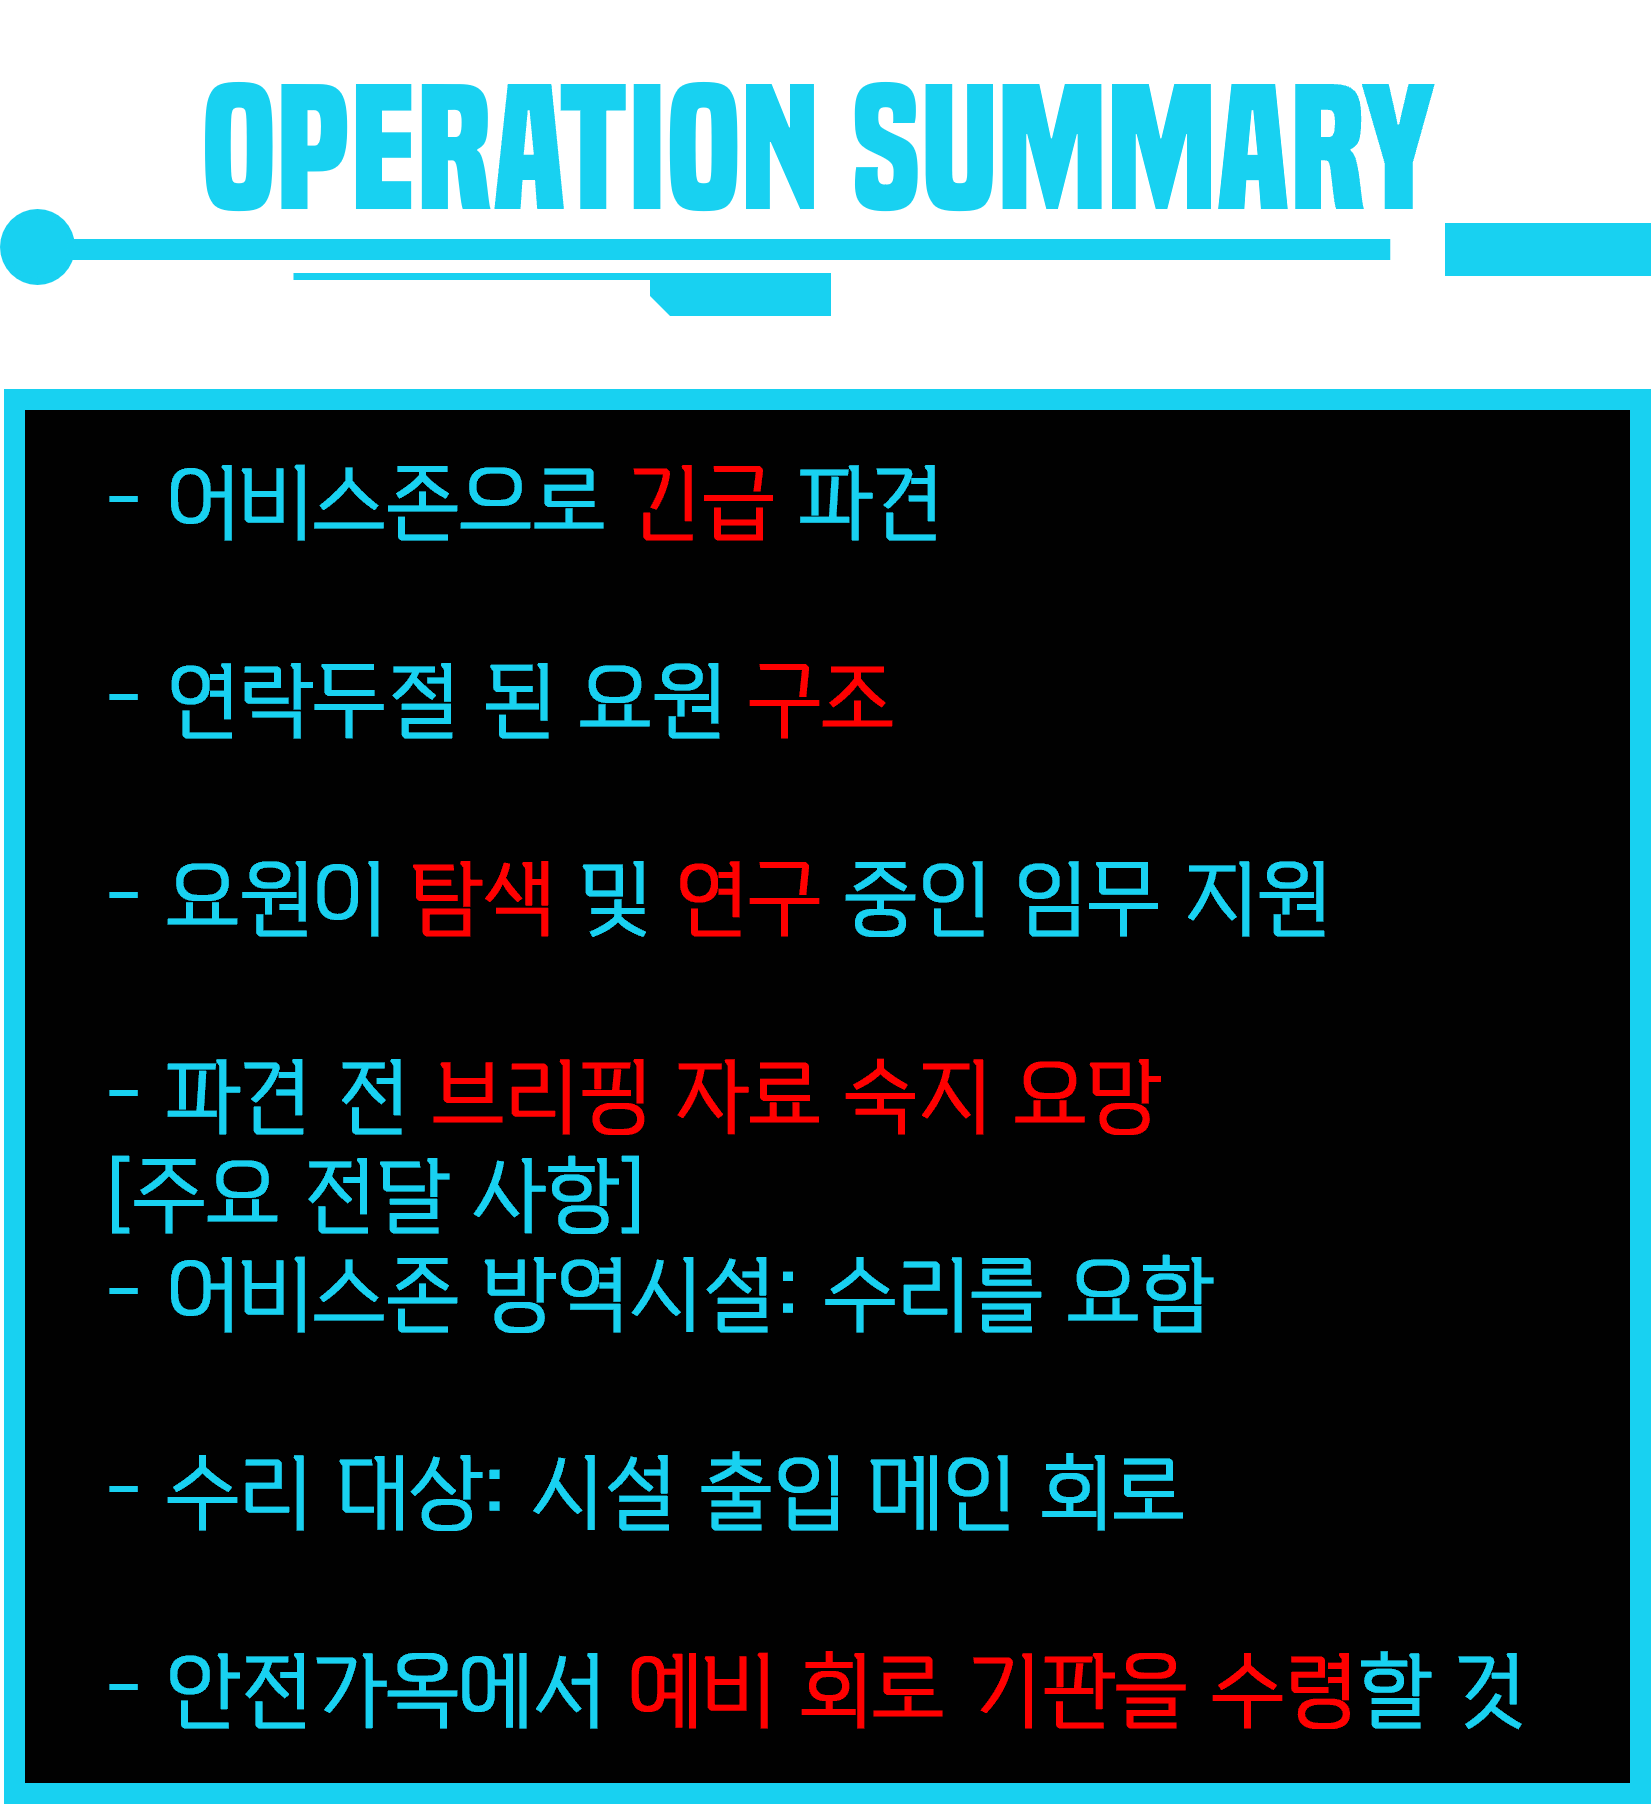 OPERATION SUMMARY
- 어비스존으로 긴급 파견
- 연락두절 된 요원 구조
- 요원이 탐색 및 연구 중인 임무 지원
- 파견 전 브리핑 자료 숙지 요망
[주요 전달 사항]
- 어비스존 방역시설: 수리를 요함
- 수리 대상: 시설 출입 메인 회로
- 안전가옥에서 예비 회로 기판을 수령할 것